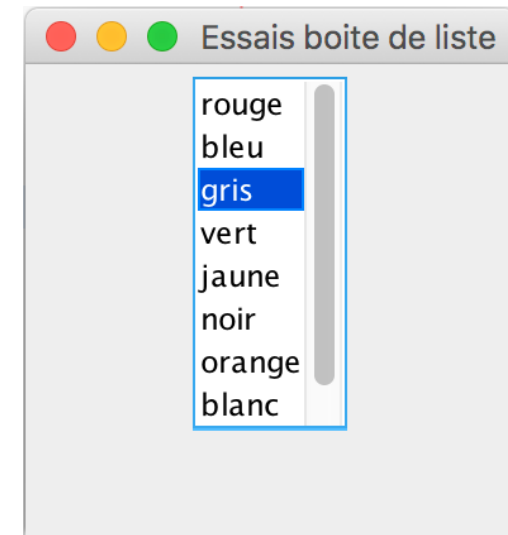 Essais boite de liste
rouge
bleu
gris
vert
jaune
noir
orange
blanc